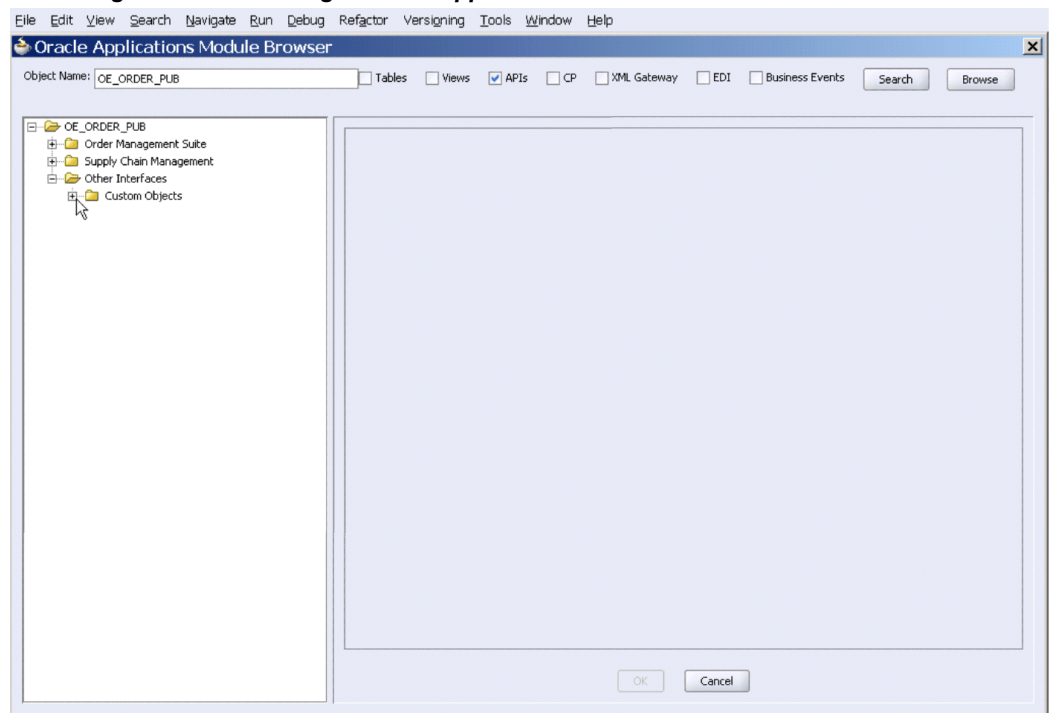 File Edit View Search Navigate Run Debug Refactor Versioning Tools Window Help
Oracle Applications Module Browser
Object Name: OE_ORDER_PUB Tables Views APIs CP XML Gateway EDI Business Events Search Browse
OE_ORDER_PUB
Order Management Suite
Supply Chain Management
Other Interfaces
Custom Objects
OK Cancel